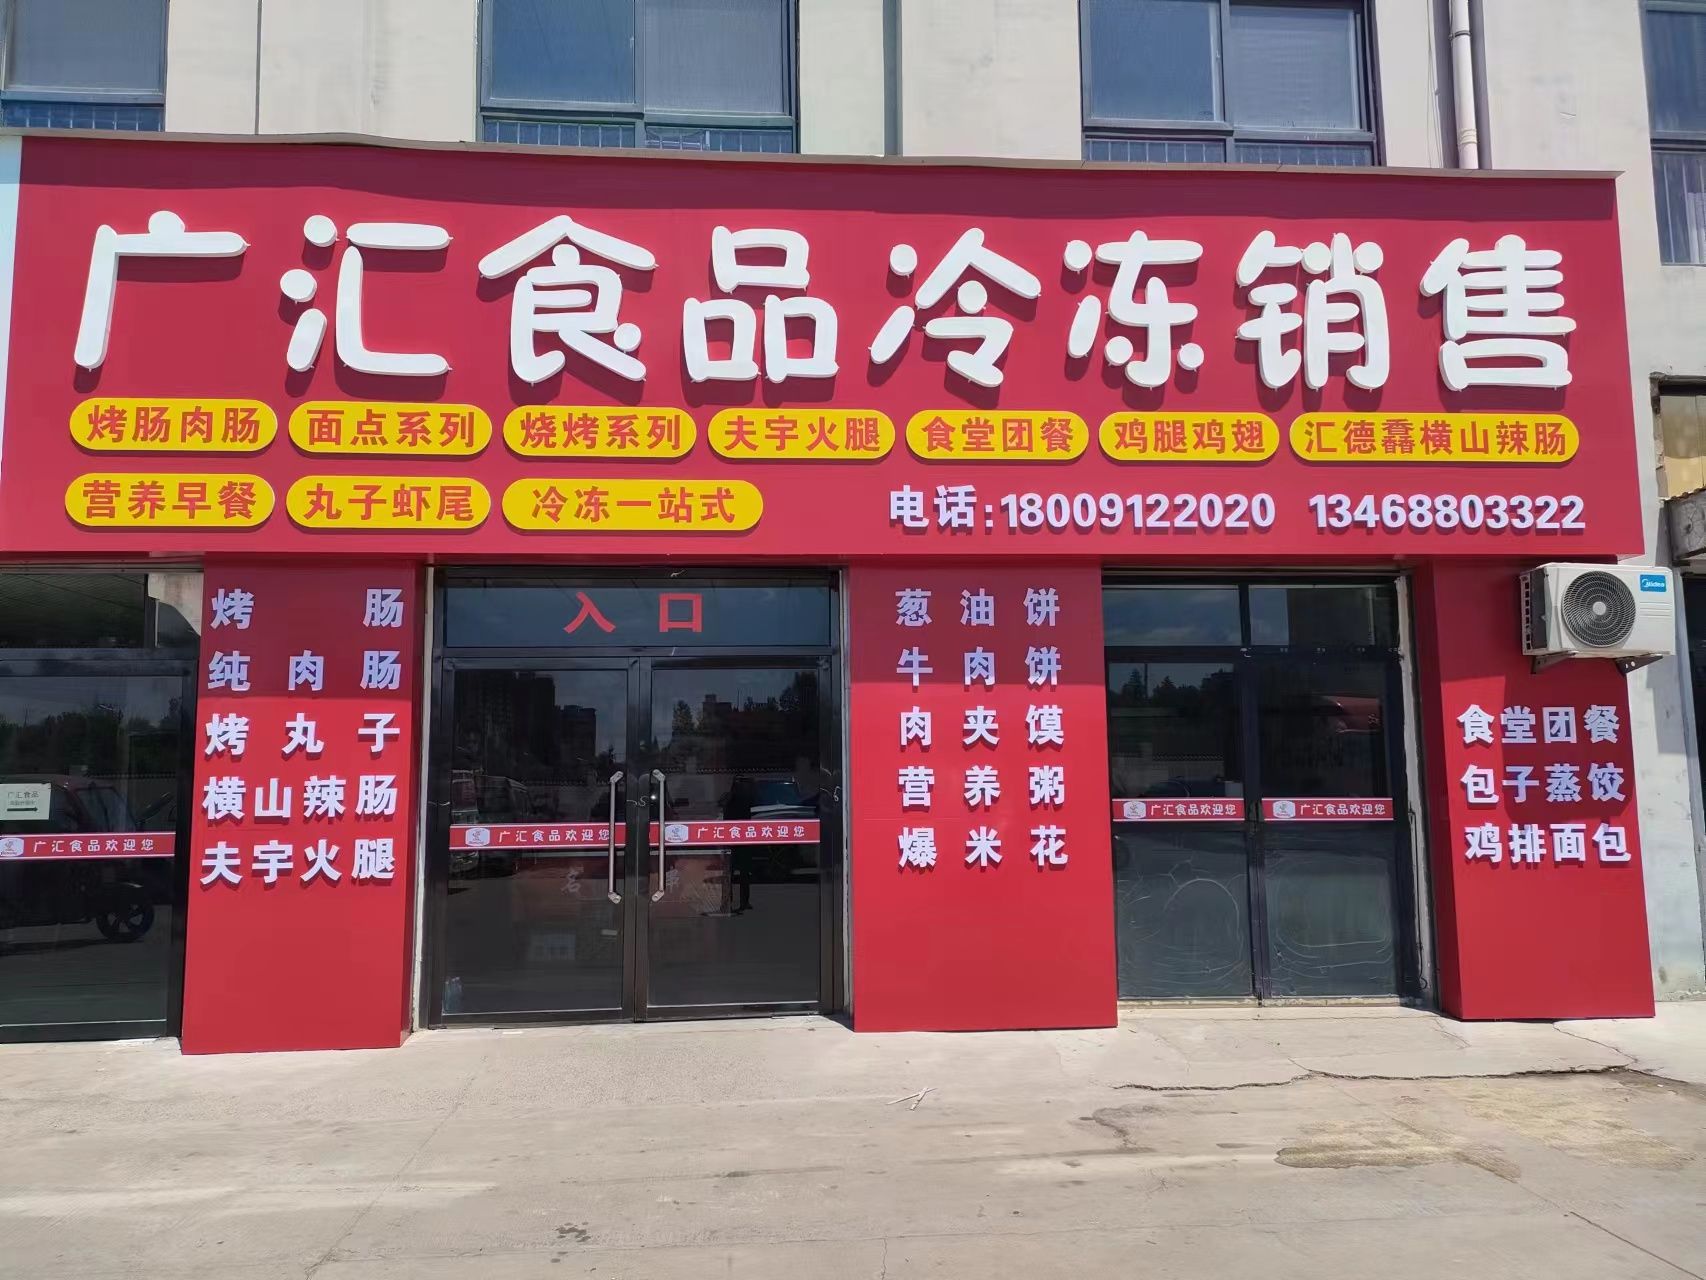 广汇食品冷冻销售
烤肠肉肠 面点系列 烧烤系列 夫宇火腿 食堂团餐 鸡腿鸡翅 汇德馫横山辣肠
营养早餐 丸子虾尾 冷冻一站式 电话:18009122020 13468803322
烤肠
纯肉肠
烤丸子
横山辣肠
夫宇火腿
入口
葱油饼
牛肉饼
肉夹馍
营养粥
爆米花
食堂团餐
包子蒸饺
鸡排面包
Midea
广汇食品
广汇食品欢迎您
广汇食品欢迎您
广汇食品欢迎您
广汇食品欢迎您
广汇食品欢迎您